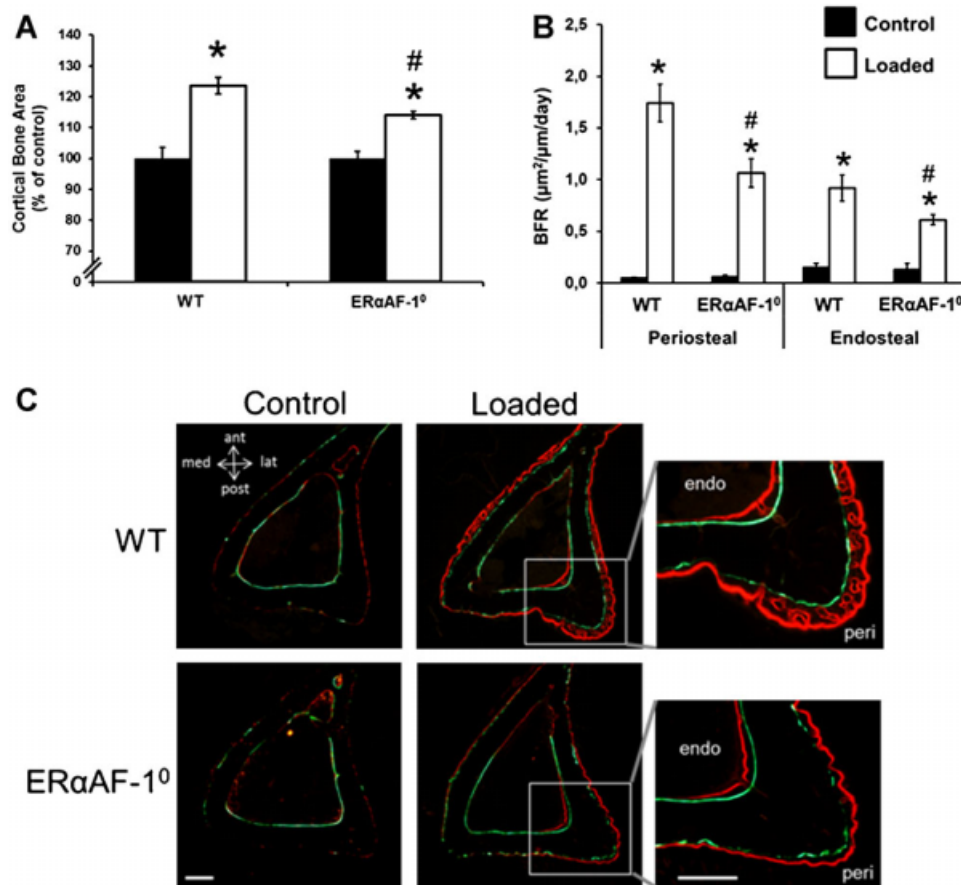 A
Cortical Bone Area
(% of control)
140
130
120
110
100
90
80
70
0
*
#
*
WT
ERαAF-1⁰
B
Control
Loaded
BFR (µm²/µm/day)
2,5
2,0
1,5
1,0
0,5
0,0
*
#
*
*
#
*
WT ERαAF-1⁰ WT ERαAF-1⁰
Periosteal Endosteal
C
Control Loaded
WT
ant
med lat
post
endo
peri
ERαAF-1⁰
endo
peri